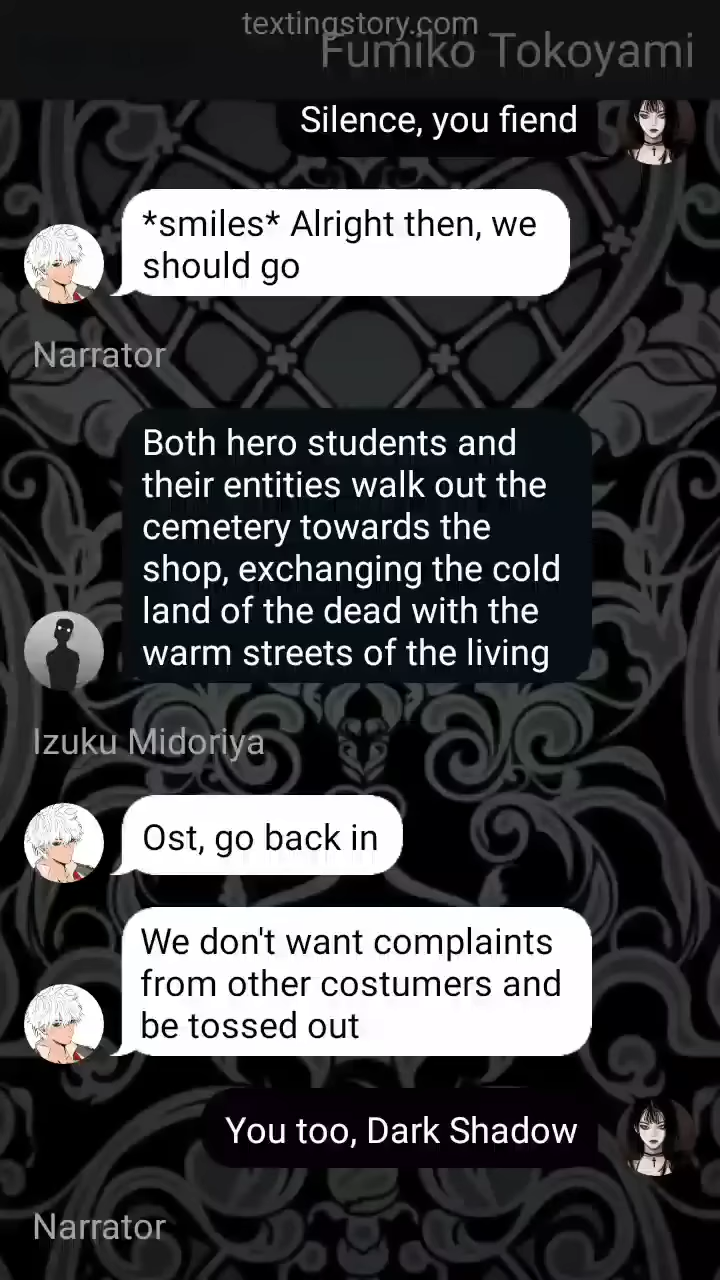 textingstory.com
Fumiko Tokoyami
Silence, you fiend
*smiles* Alright then, we
should go
Narrator
Both hero students and
their entities walk out the
cemetery towards the
shop, exchanging the cold
land of the dead with the
warm streets of the living
Izuku Midoriya
Ost, go back in
We don't want complaints
from other costumers and
be tossed out
You too, Dark Shadow
Narrator